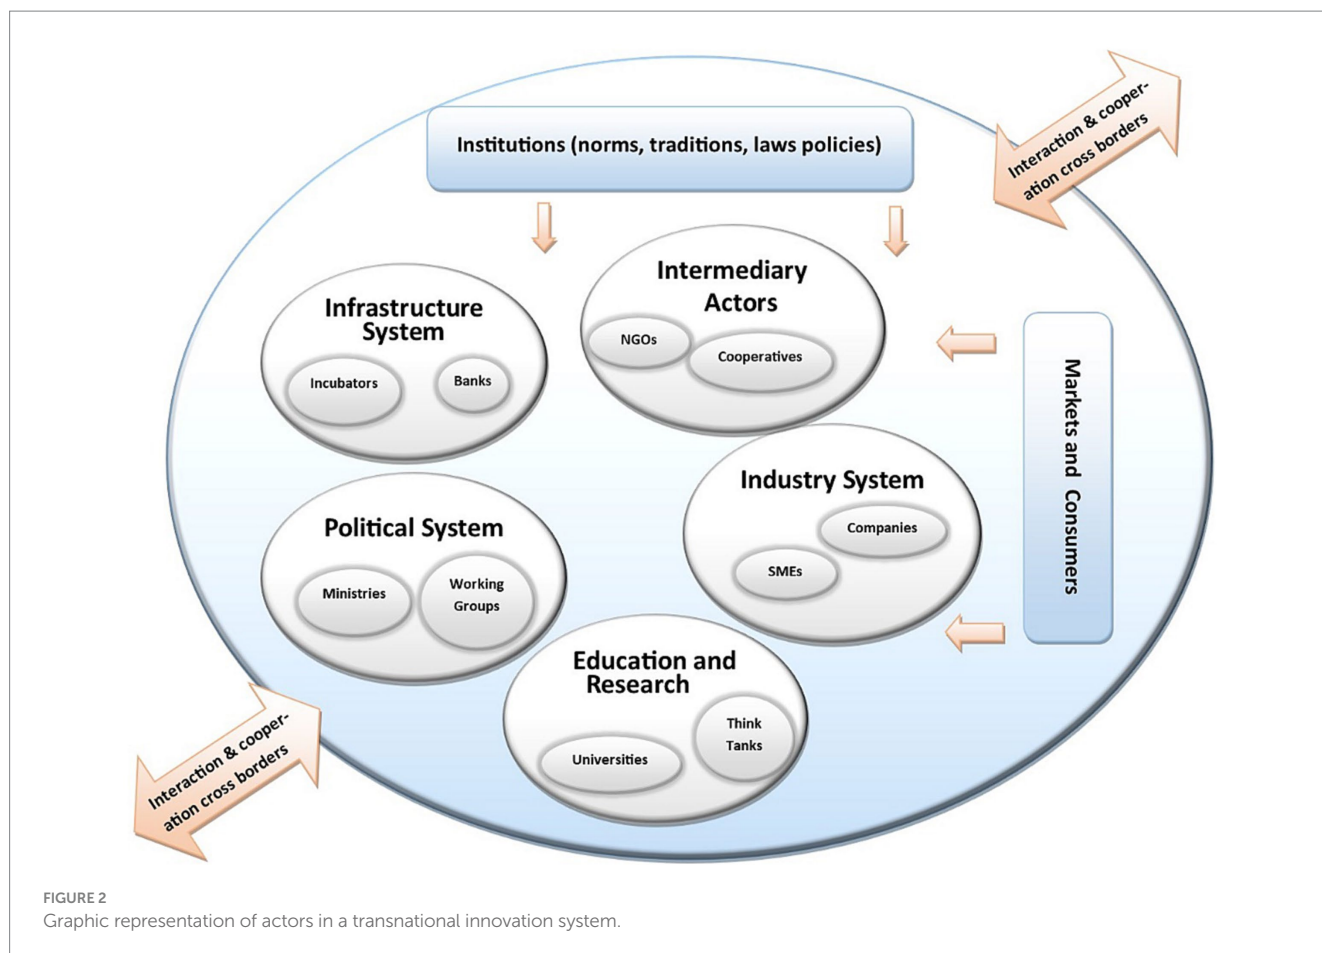 Institutions (norms, traditions, laws policies)
Interaction & cooper-
ation cross borders
Intermediary
Actors
NGOs
Cooperatives
Infrastructure
System
Incubators
Banks
Markets and Consumers
Industry System
Companies
SMEs
Political System
Ministries
Working
Groups
Education and
Research
Universities
Think
Tanks
Interaction & cooper-
ation cross borders
FIGURE 2
Graphic representation of actors in a transnational innovation system.